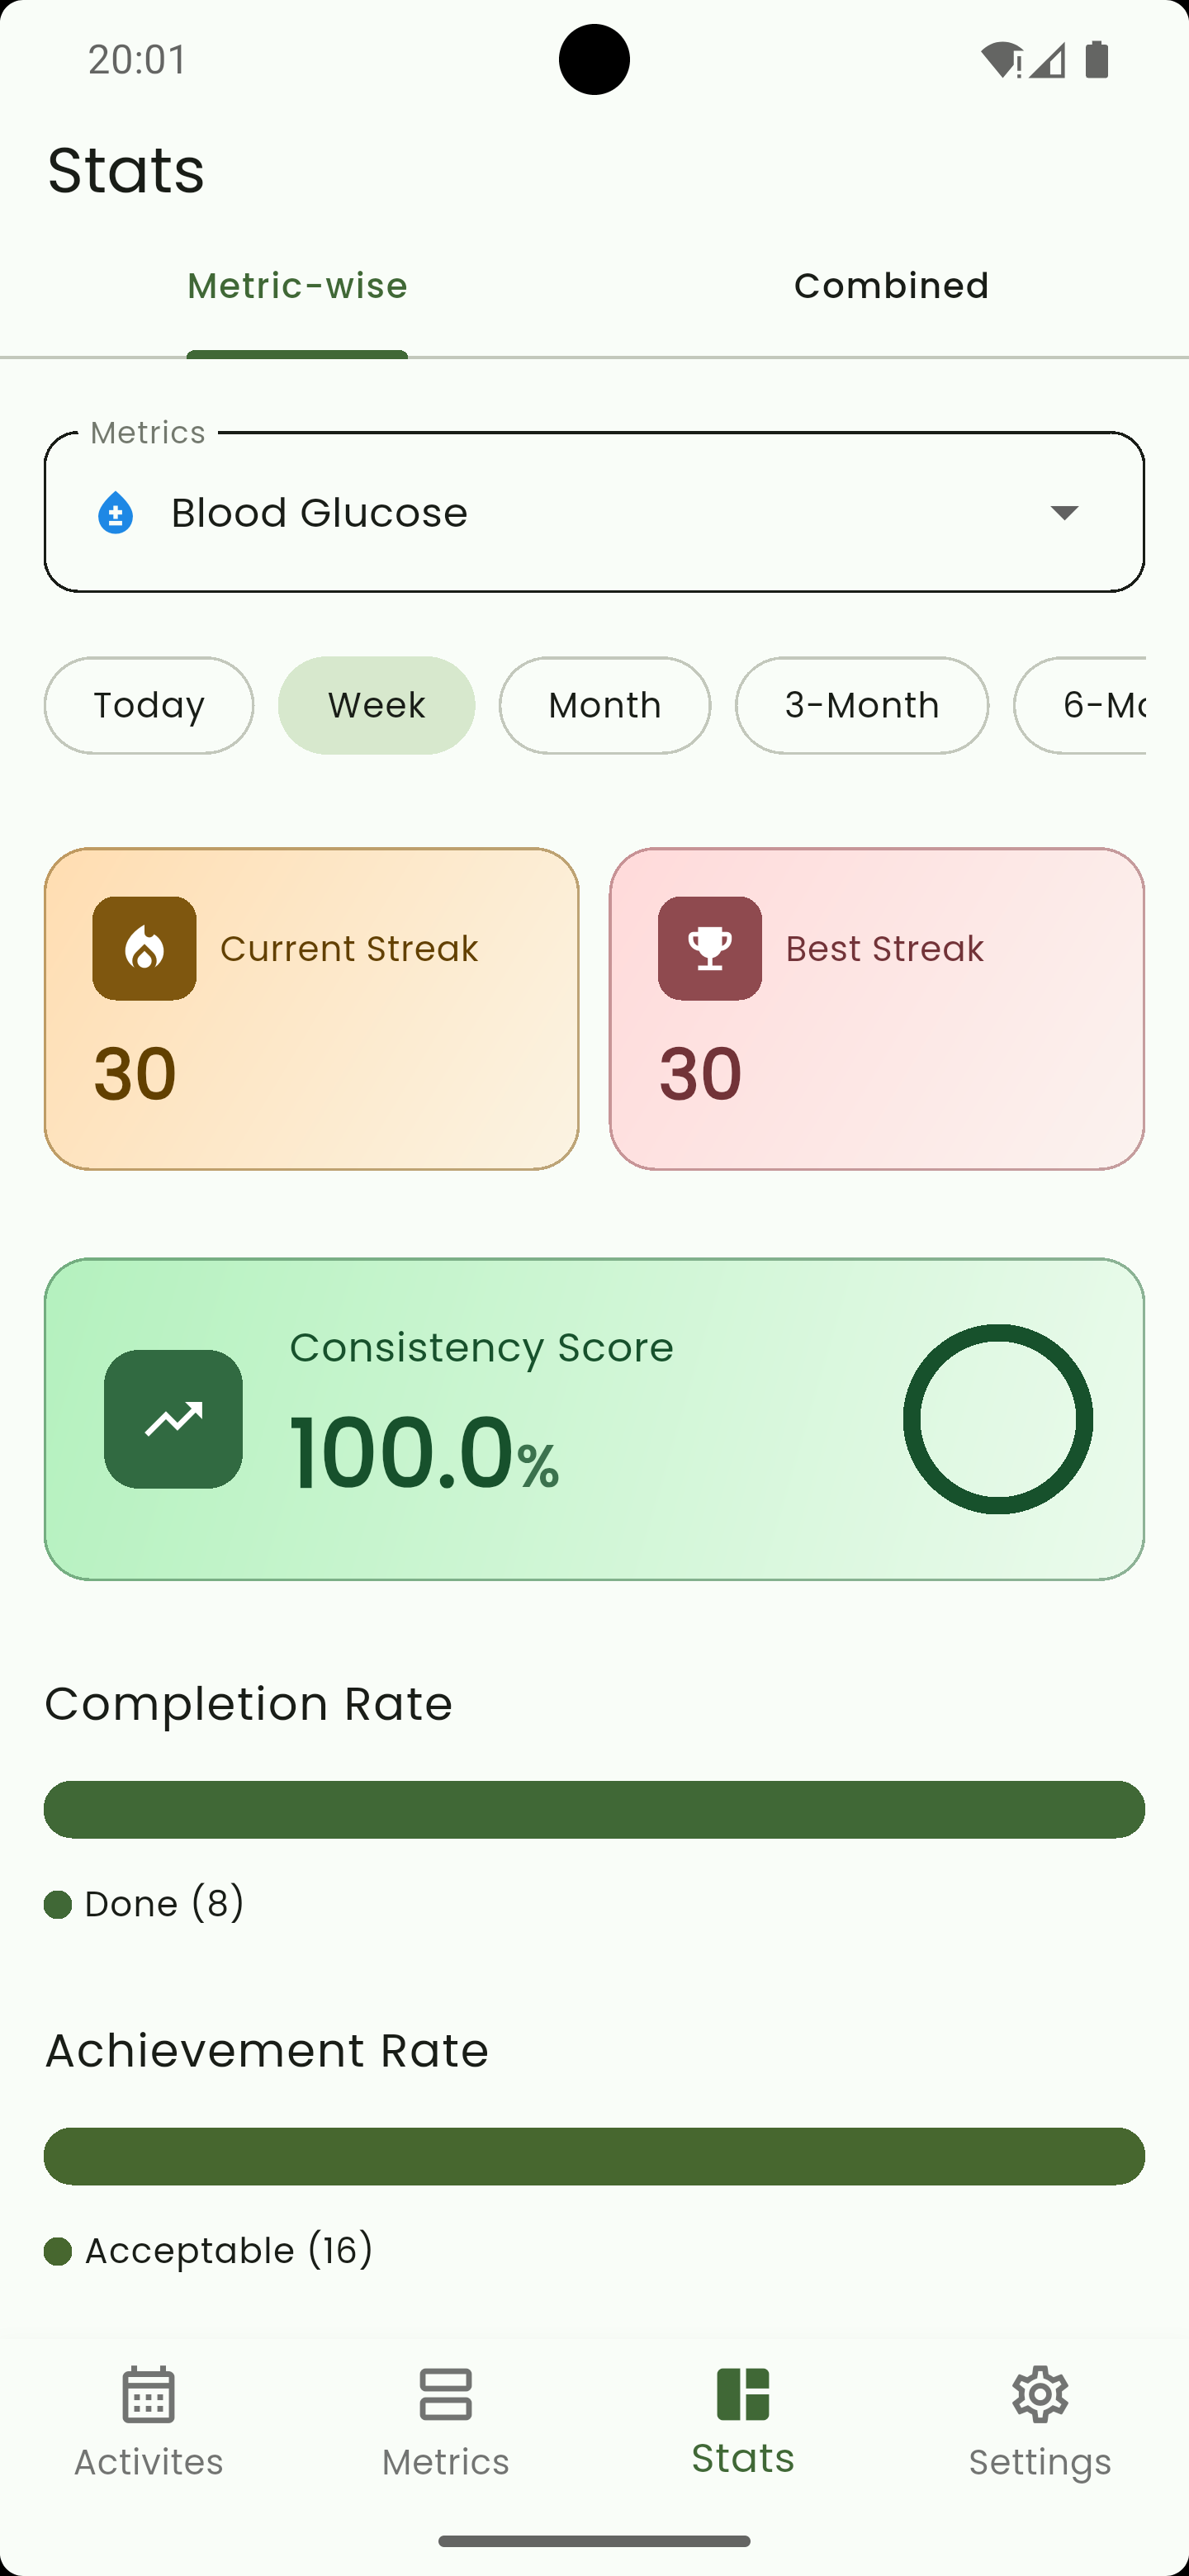 20:01
Stats
Metric-wise
Combined
Metrics
Blood Glucose
Today
Week
Month
3-Month
6-Mo
Current Streak
30
Best Streak
30
Consistency Score
100.0%
Completion Rate
Done (8)
Achievement Rate
Acceptable (16)
Activites
Metrics
Stats
Settings